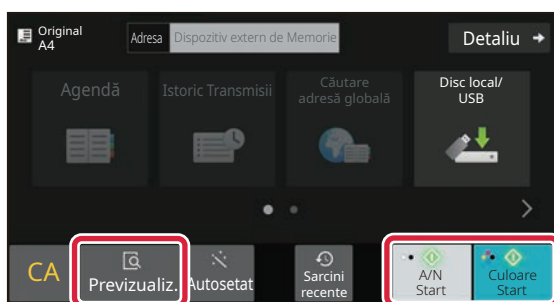 Original
A4
Adresa
Dispozitiv extern de Memorie
Detaliu
Agendă
Istoric Transmisii
Căutare
adresă globală
Disc local/
USB
CA
Previzualiz.
Autosetat
Sarcini
recente
A/N
Start
Culoare
Start